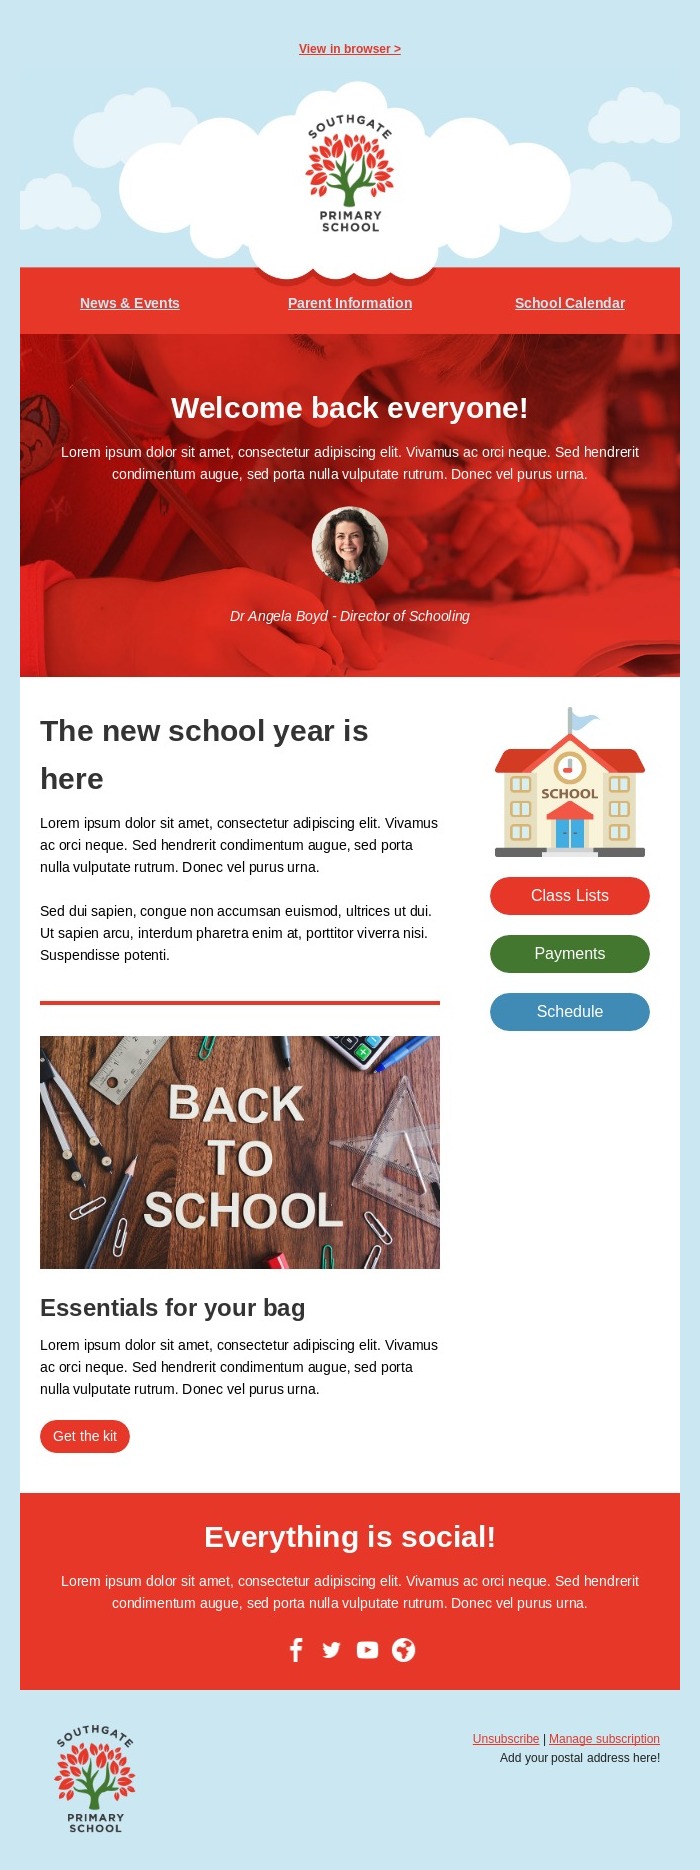 View in browser >
SOUTHGATE
PRIMARY
SCHOOL
News & Events
Parent Information
School Calendar
Welcome back everyone!
Lorem ipsum dolor sit amet, consectetur adipiscing elit. Vivamus ac orci neque. Sed hendrerit
condimentum augue, sed porta nulla vulputate rutrum. Donec vel purus urna.
Dr Angela Boyd - Director of Schooling
The new school year is
here
Lorem ipsum dolor sit amet, consectetur adipiscing elit. Vivamus
ac orci neque. Sed hendrerit condimentum augue, sed porta
nulla vulputate rutrum. Donec vel purus urna.
Sed dui sapien, congue non accumsan euismod, ultrices ut dui.
Ut sapien arcu, interdum pharetra enim at, porttitor viverra nisi.
Suspendisse potenti.
BACK
TO
SCHOOL
Essentials for your bag
Lorem ipsum dolor sit amet, consectetur adipiscing elit. Vivamus
ac orci neque. Sed hendrerit condimentum augue, sed porta
nulla vulputate rutrum. Donec vel purus urna.
Get the kit
SCHOOL
Class Lists
Payments
Schedule
Everything is social!
Lorem ipsum dolor sit amet, consectetur adipiscing elit. Vivamus ac orci neque. Sed hendrerit
condimentum augue, sed porta nulla vulputate rutrum. Donec vel purus urna.
SOUTHGATE
PRIMARY
SCHOOL
Unsubscribe | Manage subscription
Add your postal address here!